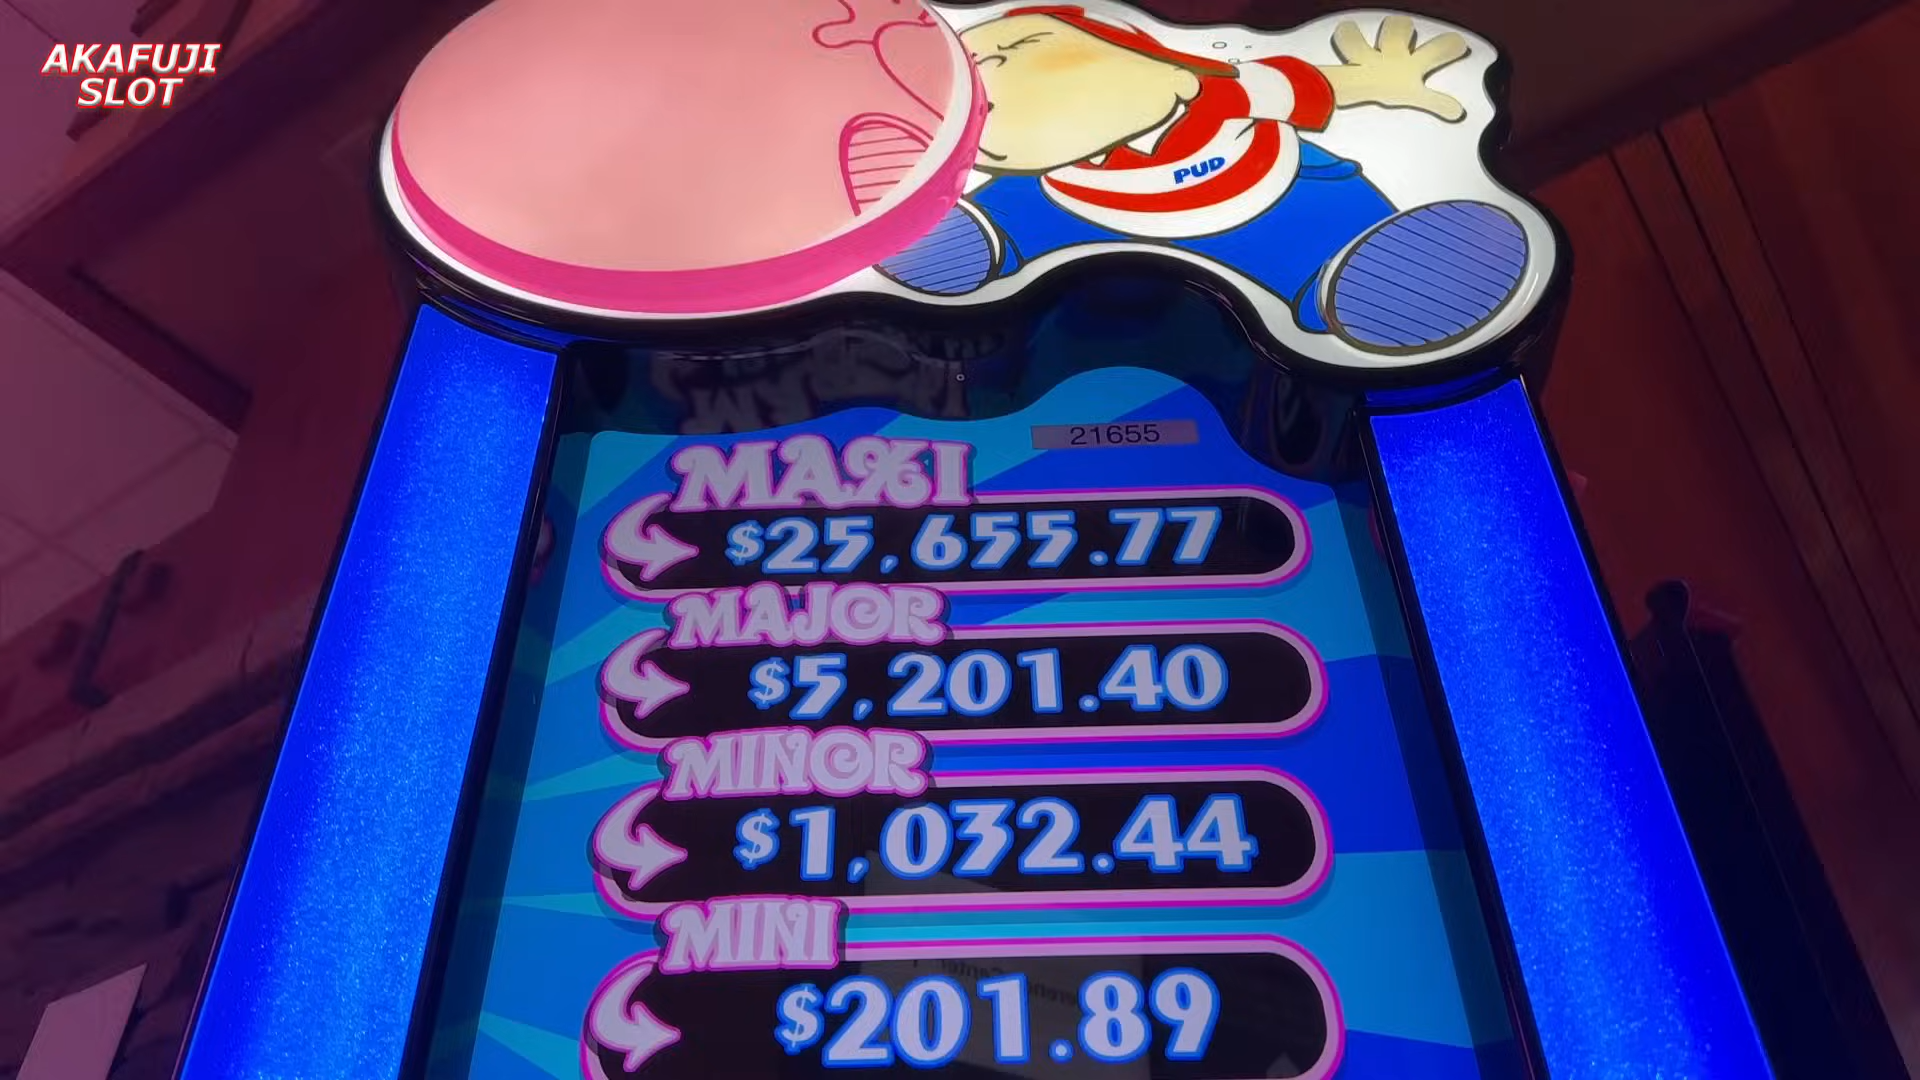 AKAFUJI
SLOT
PUD
21655
MAXI
$25,655.77
MAJOR
$5,201.40
MINOR
$1,032.44
MINI
$201.89